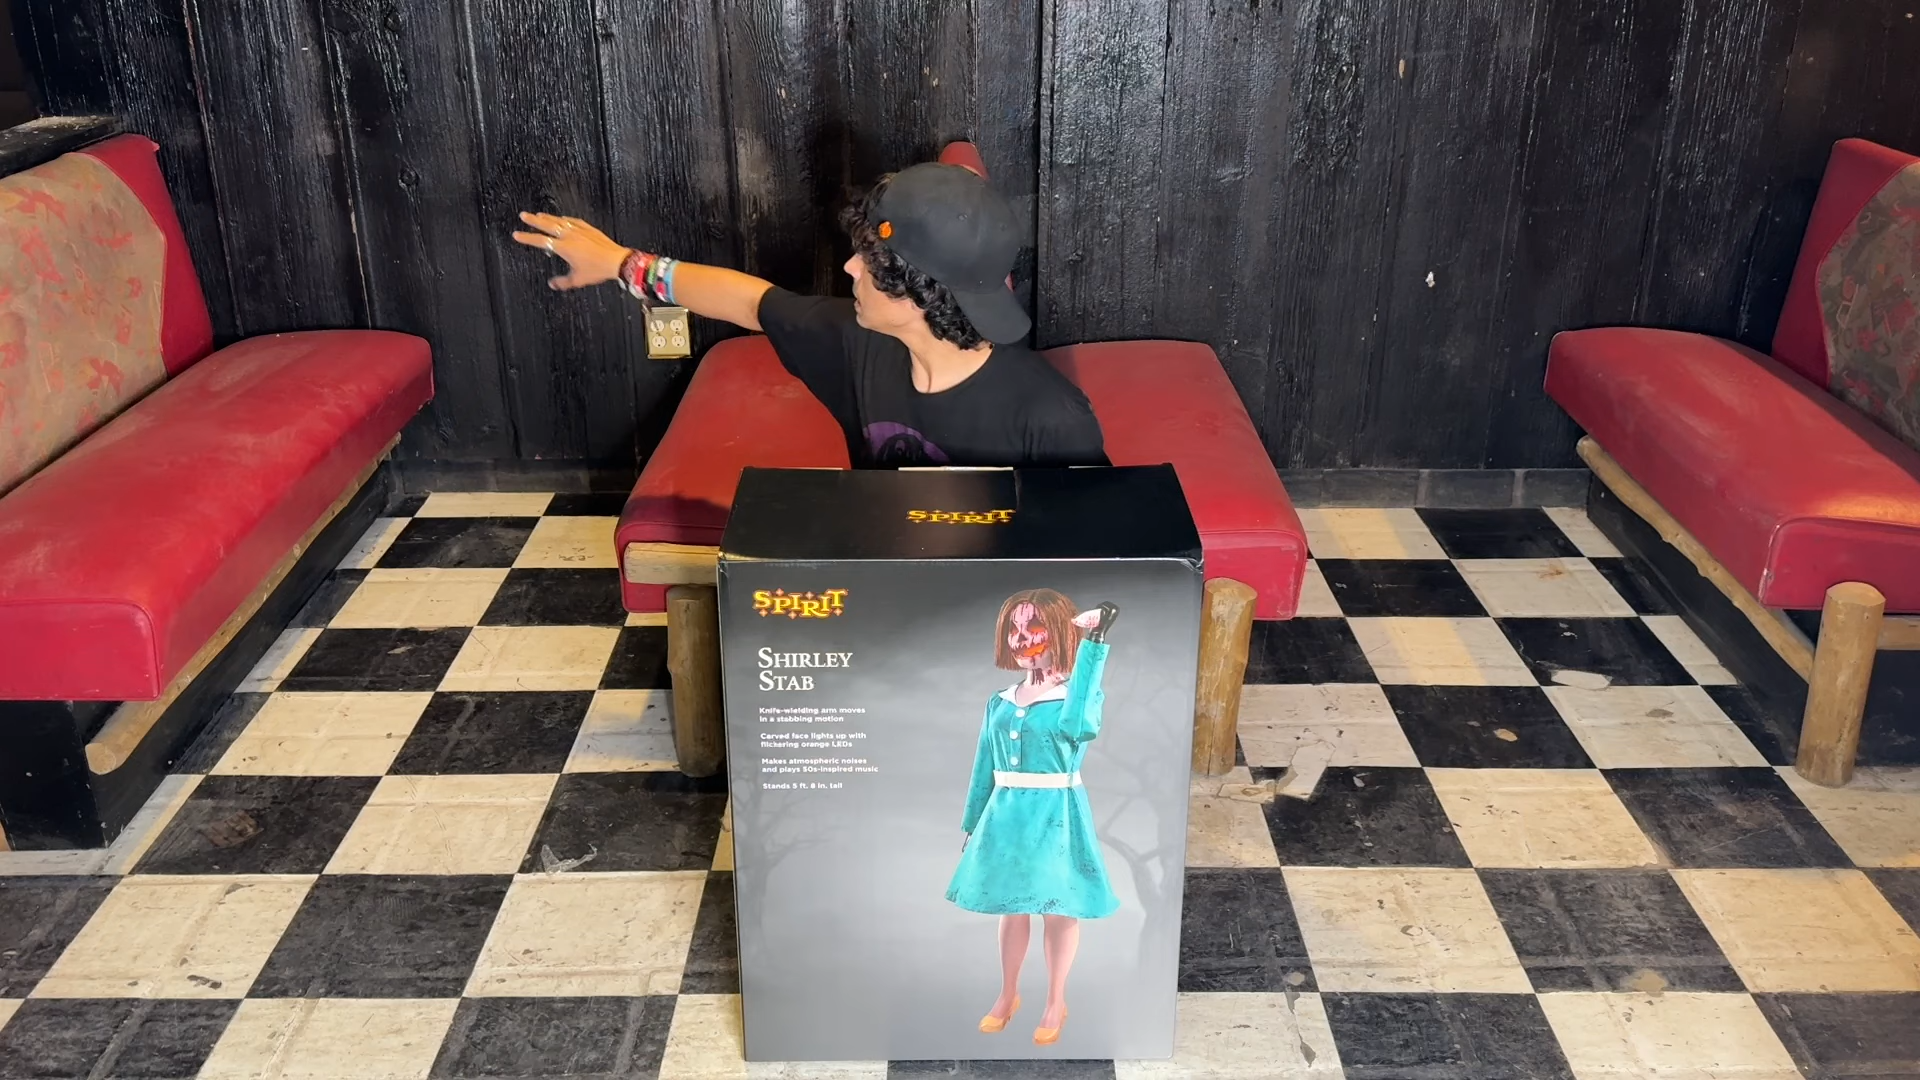 SPIRIT
SPIRIT
SHIRLEY
STAB
Knife-wielding arm moves
in a stabbing motion
Carved face lights up with
flickering orange LEDs
Makes atmospheric noises
and plays 50s-inspired music
Stands 5 ft. 8 in. tall